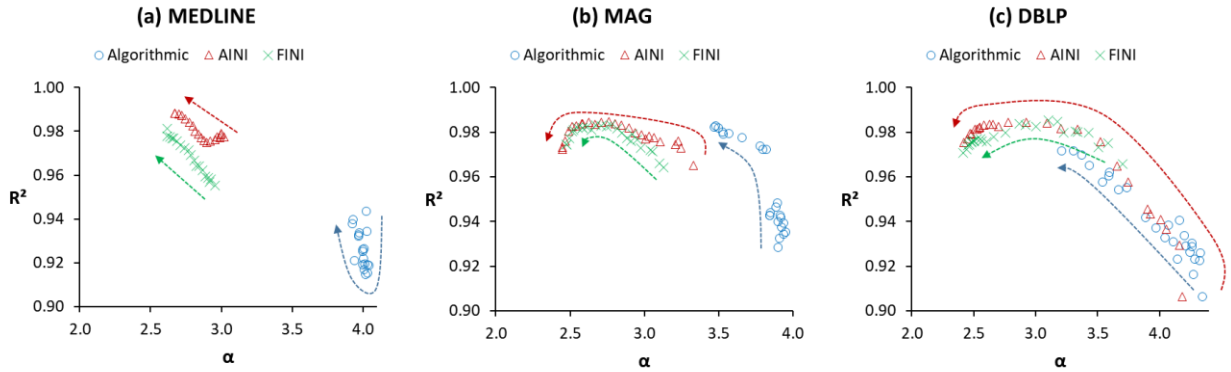 (a) MEDLINE
Algorithmic AINI FINI
1.00
0.98
0.96
0.94
0.92
0.90
R²
2.0 2.5 3.0 3.5 4.0
α
(b) MAG
Algorithmic AINI FINI
1.00
0.98
0.96
0.94
0.92
0.90
R²
2.0 2.5 3.0 3.5 4.0
α
(c) DBLP
Algorithmic AINI FINI
1.00
0.98
0.96
0.94
0.92
0.90
R²
2.0 2.5 3.0 3.5 4.0
α